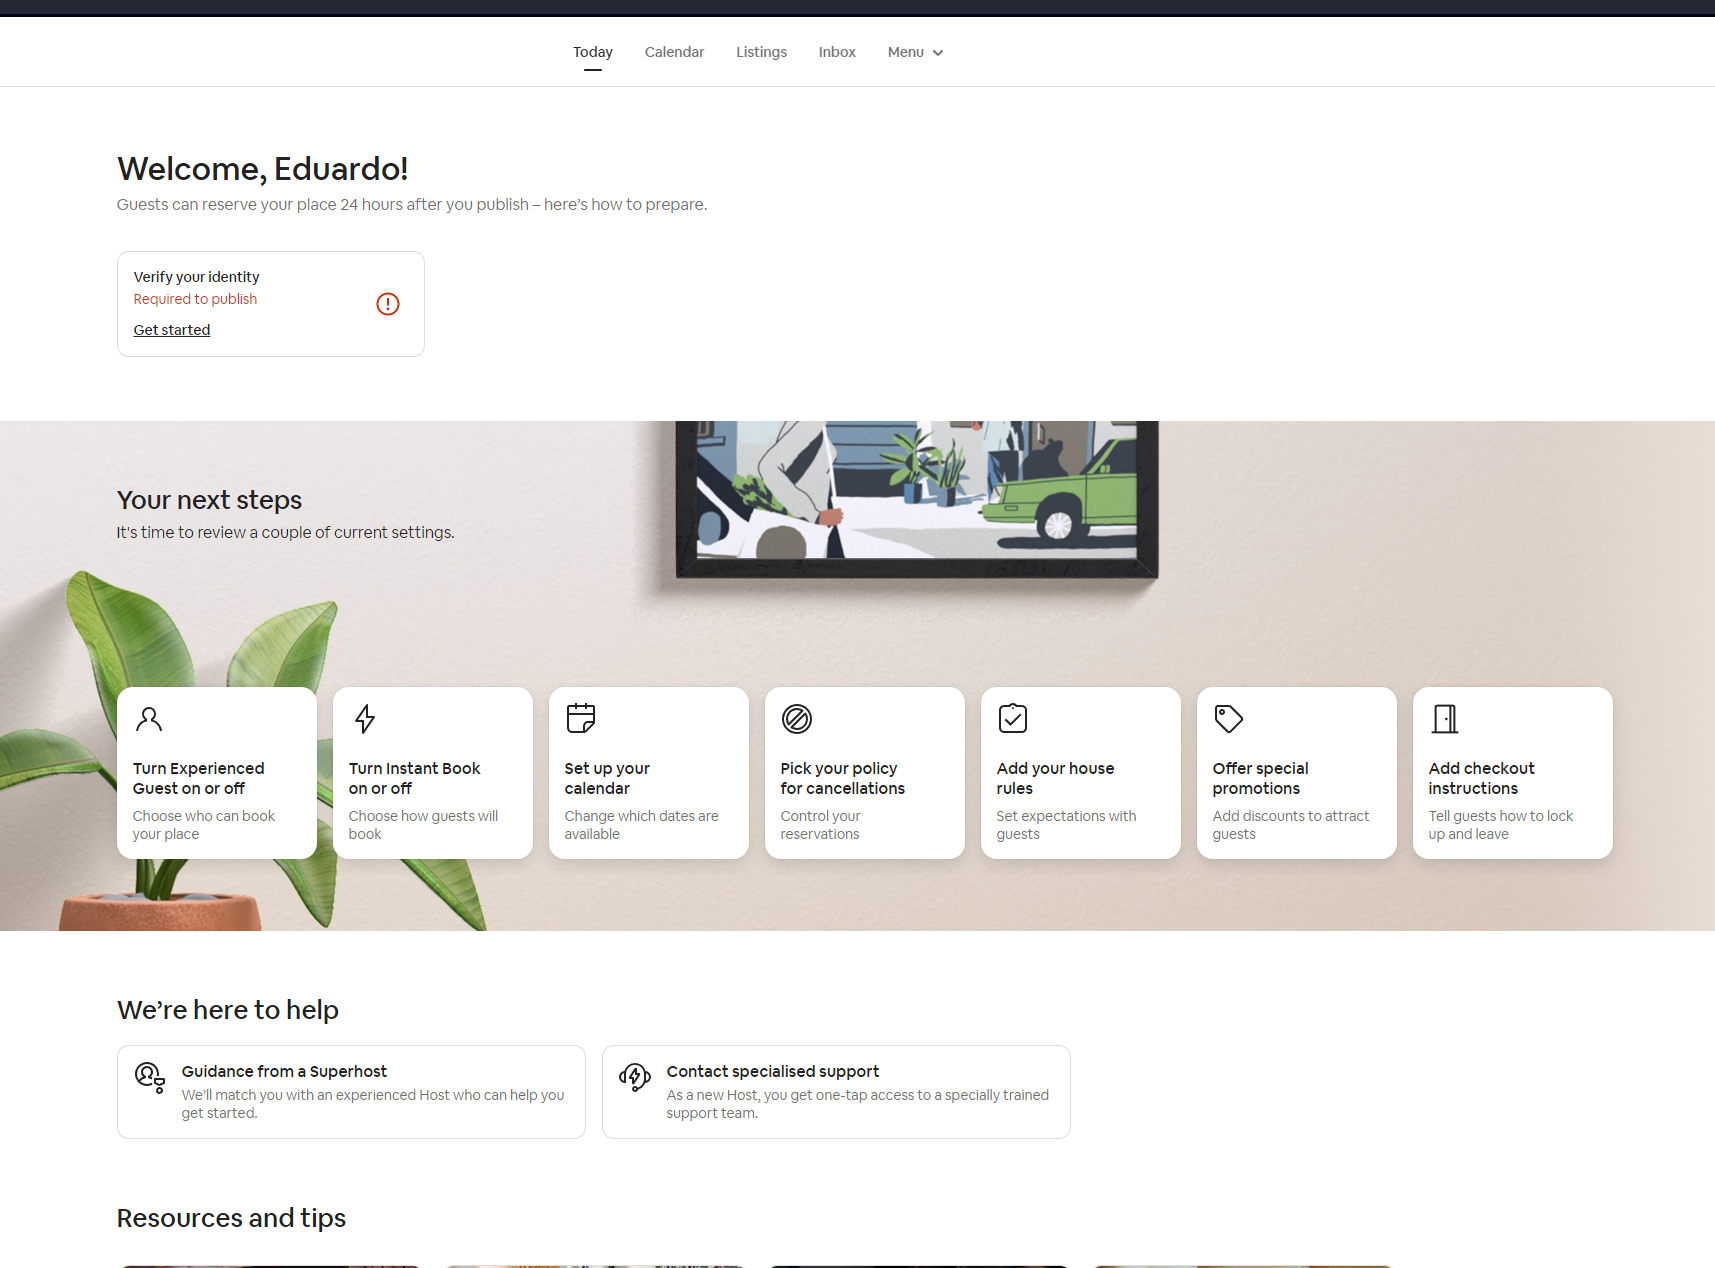 Today
Calendar
Listings
Inbox
Menu
Welcome, Eduardo!
Guests can reserve your place 24 hours after you publish – here’s how to prepare.
Verify your identity
Required to publish
Get started
Your next steps
It's time to review a couple of current settings.
Turn Experienced
Guest on or off
Choose who can book
your place
Turn Instant Book
on or off
Choose how guests will
book
Set up your
calendar
Change which dates are
available
Pick your policy
for cancellations
Control your
reservations
Add your house
rules
Set expectations with
guests
Offer special
promotions
Add discounts to attract
guests
Add checkout
instructions
Tell guests how to lock
up and leave
We’re here to help
Guidance from a Superhost
We’ll match you with an experienced Host who can help you
get started.
Contact specialised support
As a new Host, you get one-tap access to a specially trained
support team.
Resources and tips